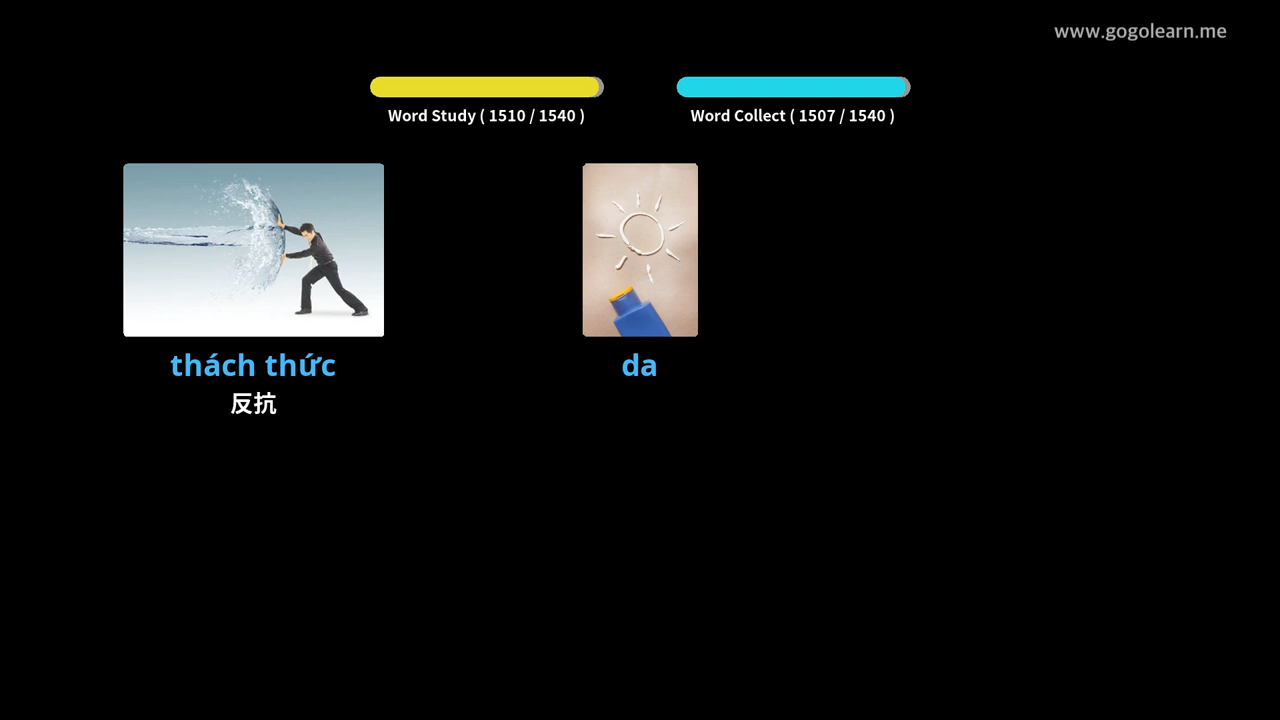 www.gogolearn.me
Word Study ( 1510 / 1540 )
Word Collect ( 1507 / 1540 )
thách thức
反抗
da